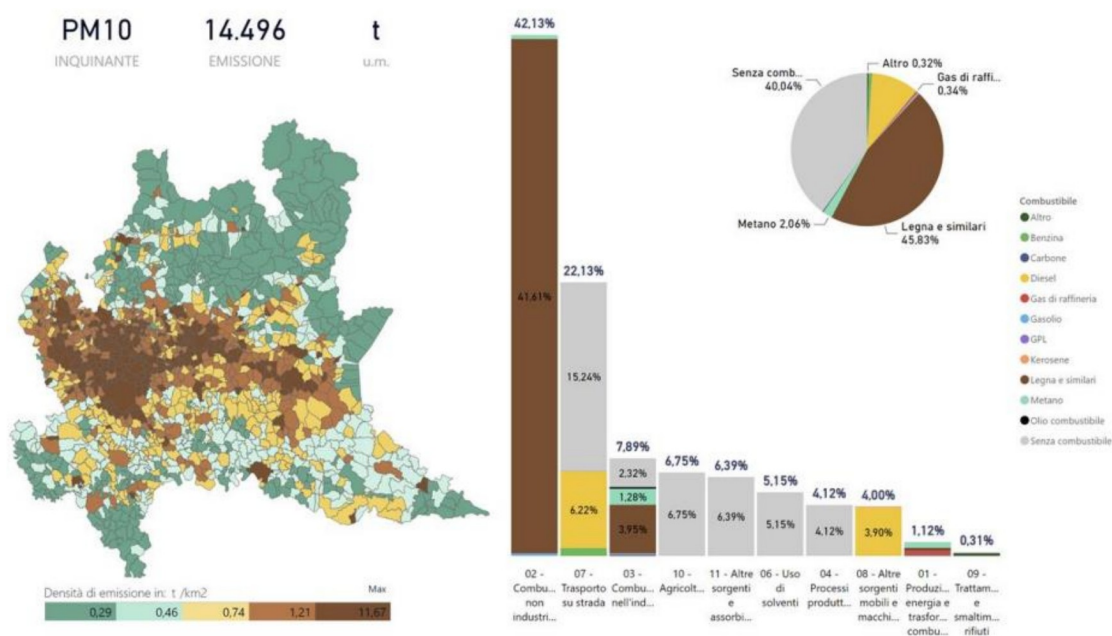 PM10
14.496
t
INQUINANTE
EMISSIONE
u.m.
Densità di emissione in: t /km2
Max
0,29
0,46
0,74
1,21
11,67
42,13%
41,61%
22,13%
15,24%
6,22%
7,89%
2.32%
1,28%
3,95%
6,75%
6,75%
6,39%
6,39%
5,15%
5,15%
4,12%
4,12%
4,00%
3,90%
1,12%
0,31%
02 -
Combu...
non
industri...
07 -
Trasporto
su strada
03 -
Combu...
nell'ind...
10 -
Agricolt...
11 - Altre
sorgenti
e
assorbi...
06 - Uso
di
solventi
04 -
Processi
produtt...
08 - Altre
sorgenti
mobili e
macchi...
01 -
Produzi...
energia e
trasfor...
combu...
09 -
Trattam...
e
smaltim...
rifiuti
Altro 0,32%
Gas di raffi...
0,34%
Senza comb...
40,04%
Metano 2,06%
Legna e similari
45,83%
Combustibile
Altro
Benzina
Carbone
Diesel
Gas di raffineria
Gasolio
GPL
Kerosene
Legna e similari
Metano
Olio combustibile
Senza combustibile